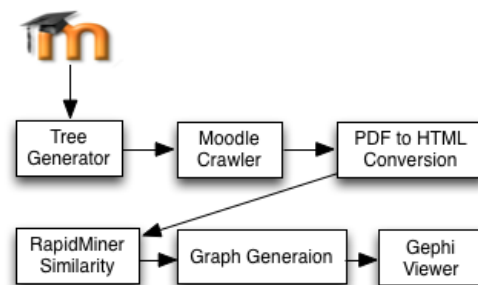 m
Tree
Generator
Moodle
Crawler
PDF to HTML
Conversion
RapidMiner
Similarity
Graph Generaion
Gephi
Viewer